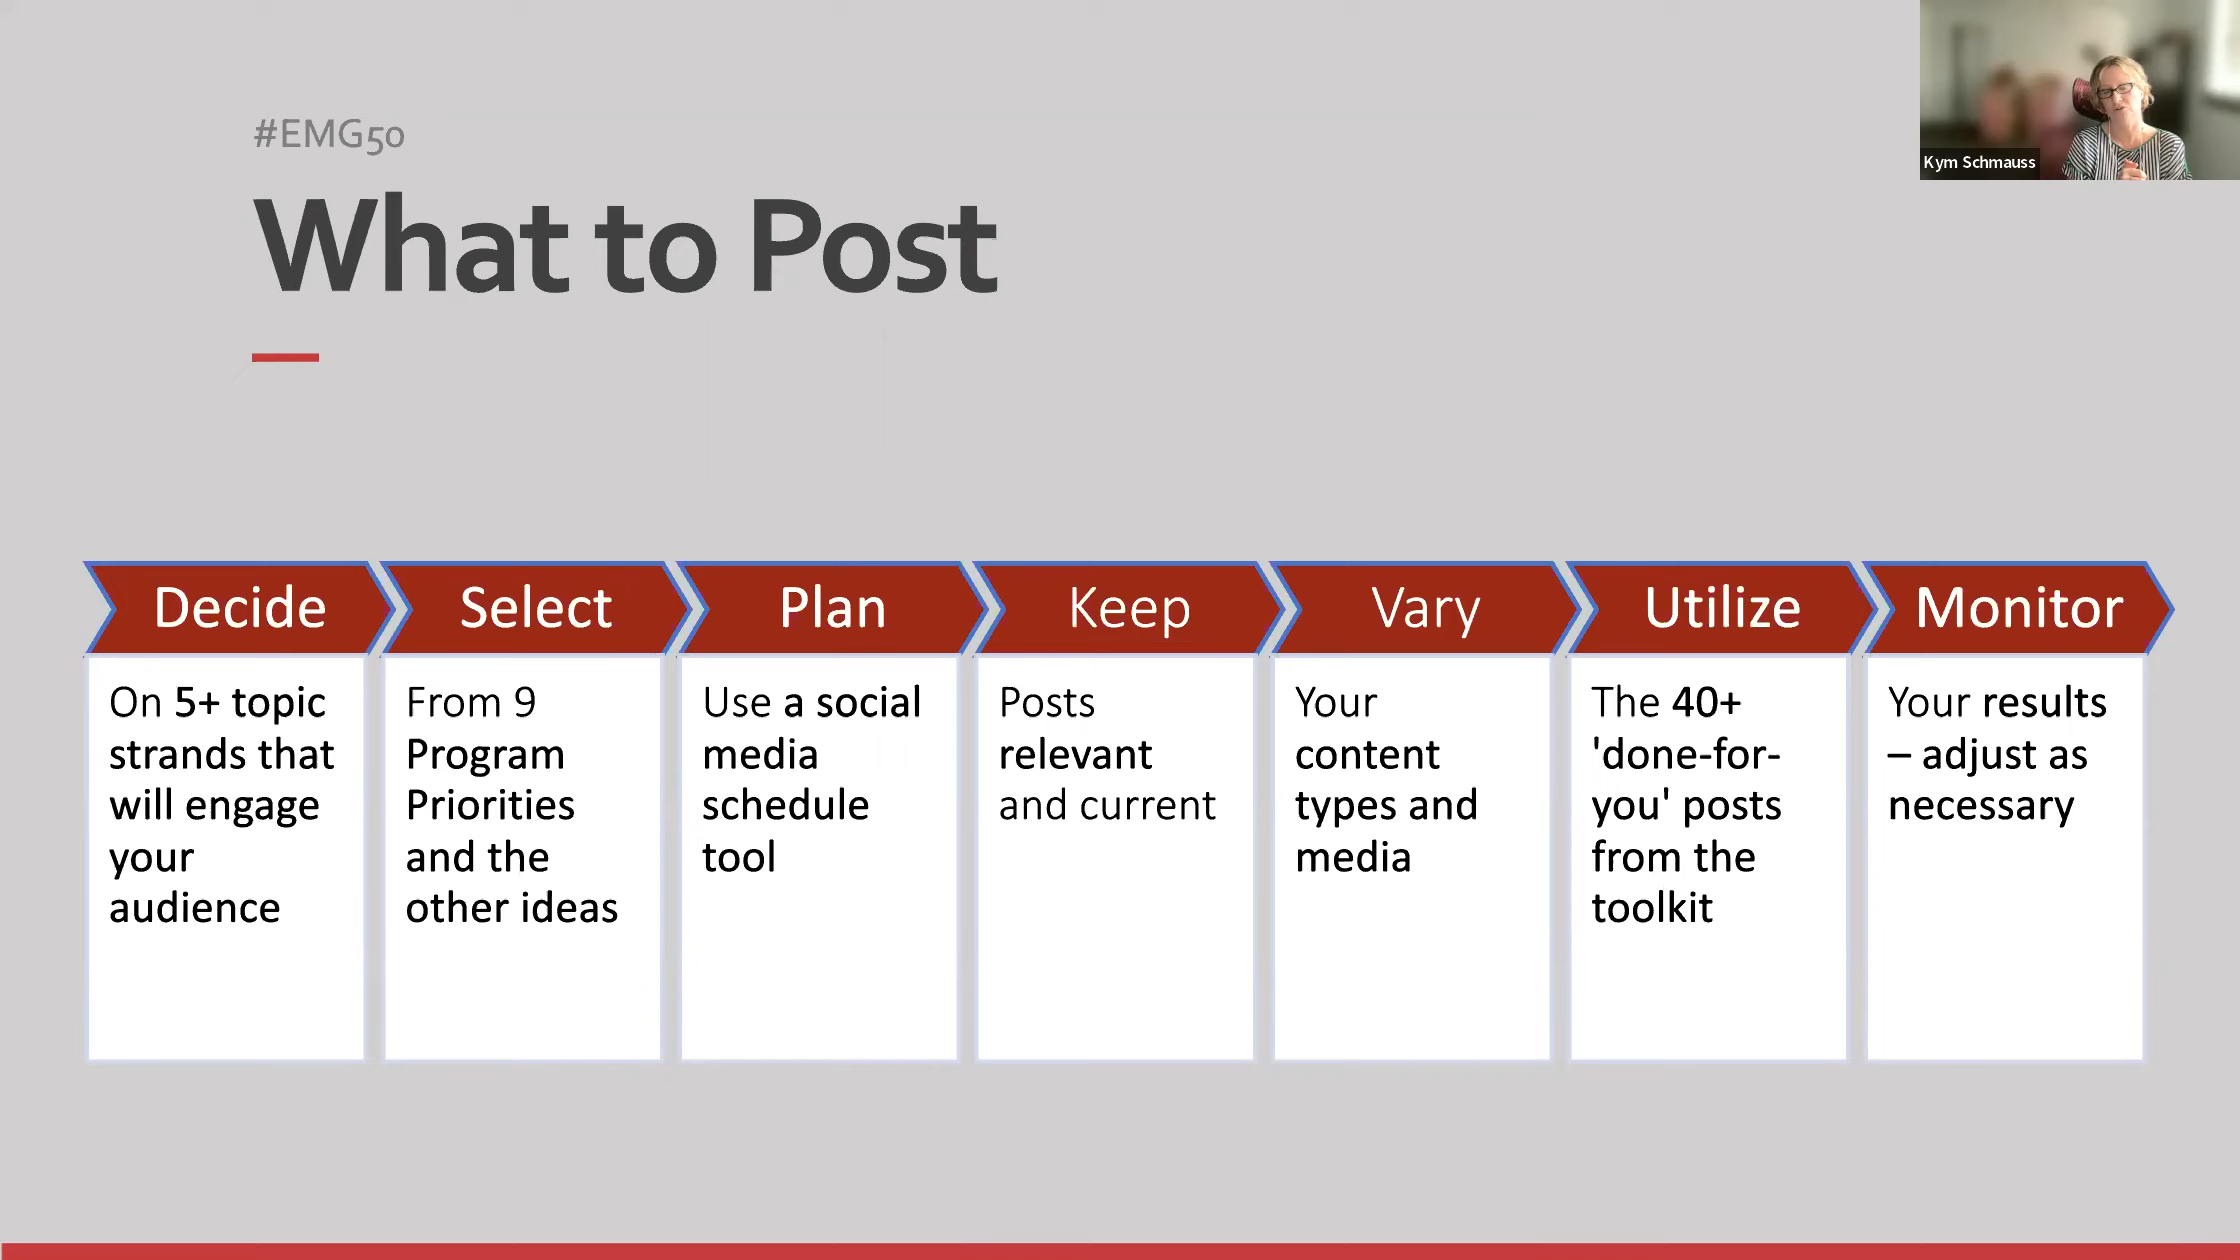 #EMG50
What to Post
Kym Schmauss
Decide
On 5+ topic
strands that
will engage
your
audience
Select
From 9
Program
Priorities
and the
other ideas
Plan
Use a social
media
schedule
tool
Keep
Posts
relevant
and current
Vary
Your
content
types and
media
Utilize
The 40+
'done-for-
you' posts
from the
toolkit
Monitor
Your results
– adjust as
necessary